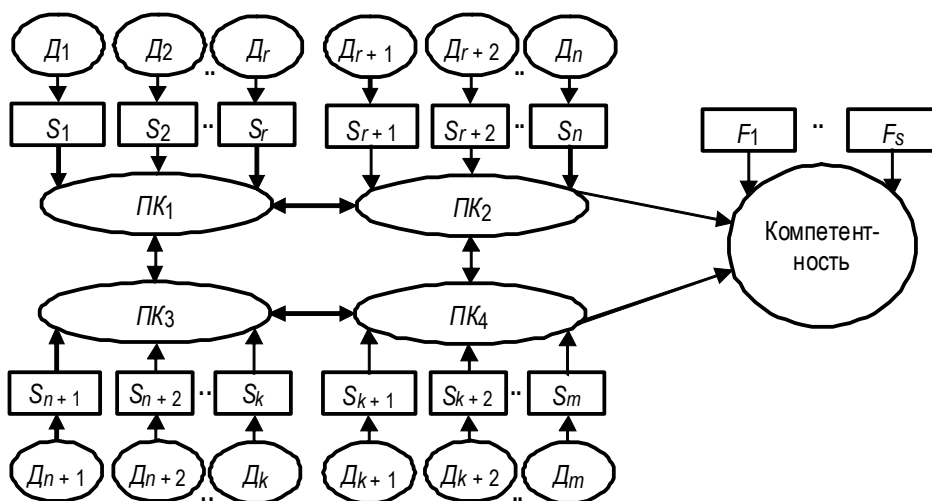 Д1 Д2 .. Дr Дr + 1 Дr + 2 .. Дn
S1 S2 .. Sr Sr + 1 Sr + 2 .. Sn F1 .. Fs
ПК1 ПК2
Компетент-
ность
ПК3 ПК4
Sn + 1 Sn + 2 .. Sk Sk + 1 Sk + 2 .. Sm
Дn + 1 Дn + 2 .. Дk Дk + 1 Дk + 2 .. Дm